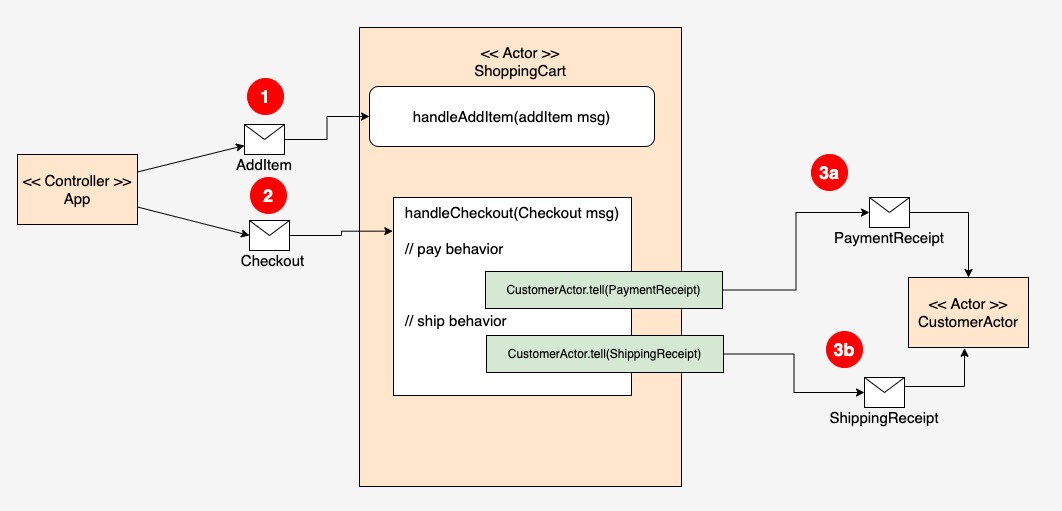 << Actor >>
ShoppingCart
1
handleAddItem(addItem msg)
AddItem
<< Controller >>
App
2
Checkout
handleCheckout(Checkout msg)
// pay behavior
CustomerActor.tell(PaymentReceipt)
// ship behavior
CustomerActor.tell(ShippingReceipt)
3a
PaymentReceipt
<< Actor >>
CustomerActor
3b
ShippingReceipt